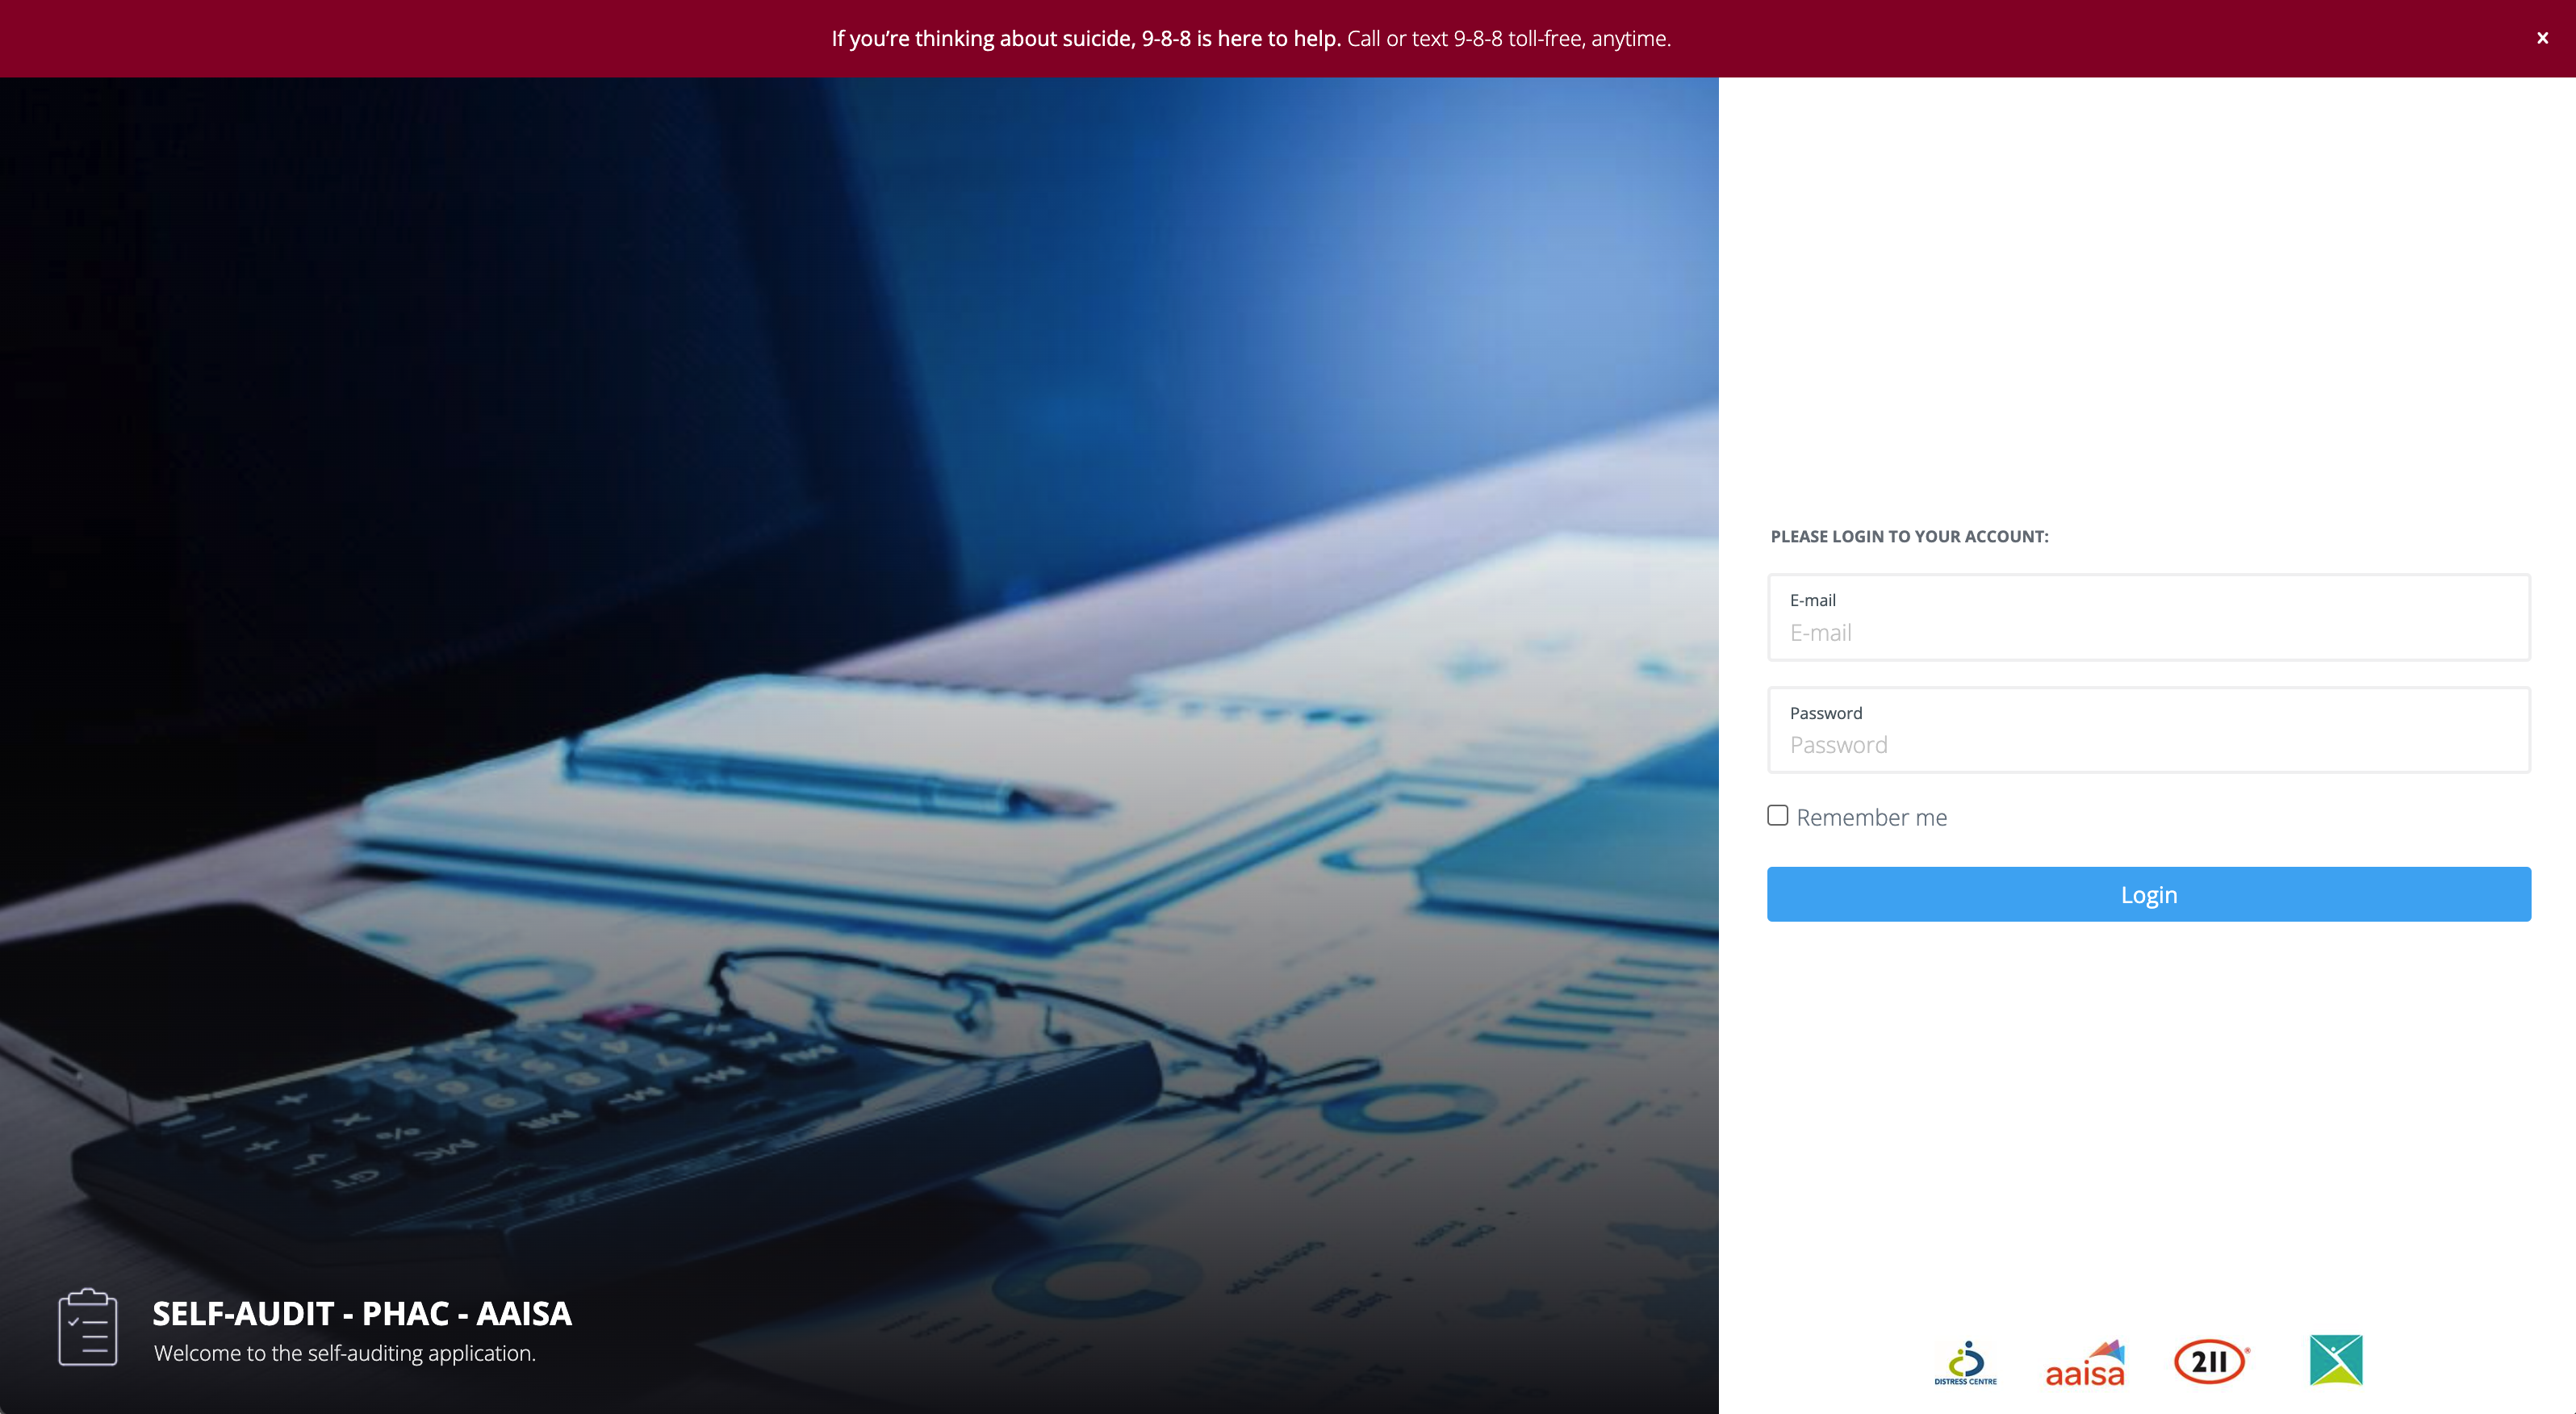 If you’re thinking about suicide, 9-8-8 is here to help. Call or text 9-8-8 toll-free, anytime.
x
PLEASE LOGIN TO YOUR ACCOUNT:
E-mail
E-mail
Password
Password
Remember me
Login
SELF-AUDIT - PHAC - AAISA
Welcome to the self-auditing application.
DISTRESS CENTRE
aaisa
211